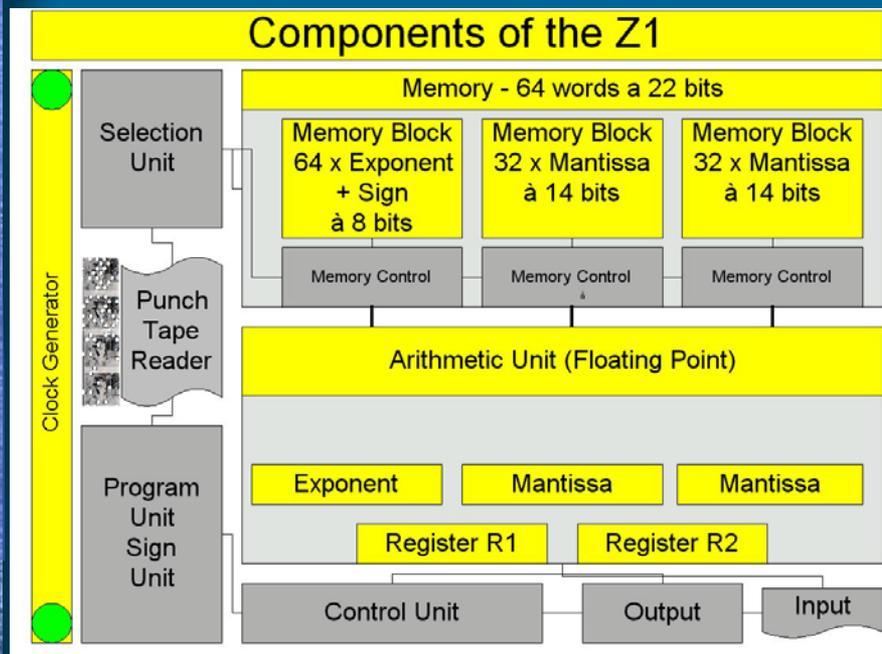 Components of the Z1
Clock Generator
Selection
Unit
Punch
Tape
Reader
Program
Unit
Sign
Unit
Memory - 64 words a 22 bits
Memory Block
64 x Exponent
+ Sign
à 8 bits
Memory Block
32 x Mantissa
à 14 bits
Memory Block
32 x Mantissa
à 14 bits
Memory Control
Memory Control
à
Memory Control
Arithmetic Unit (Floating Point)
Exponent
Mantissa
Mantissa
Register R1
Register R2
Control Unit
Output
Input